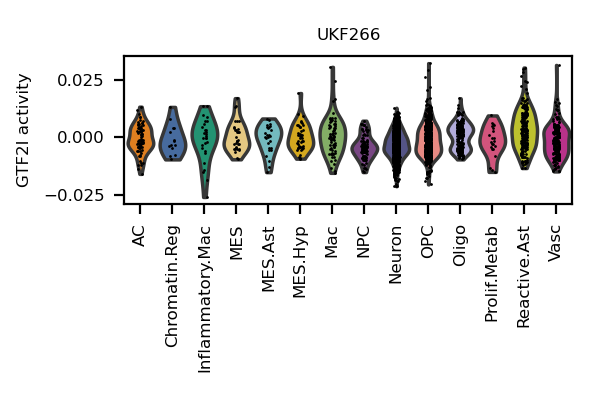 UKF266
GTF2I activity
0.025
0.000
−0.025
AC
Chromatin.Reg
Inflammatory.Mac
MES
MES.Ast
MES.Hyp
Mac
NPC
Neuron
OPC
Oligo
Prolif.Metab
Reactive.Ast
Vasc